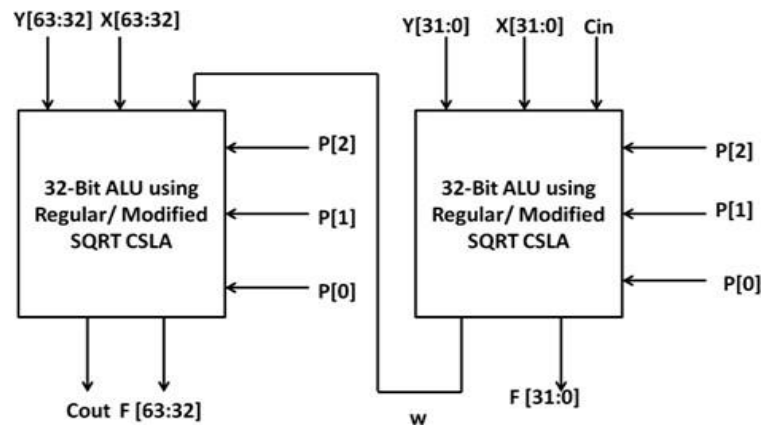 Y[63:32] X[63:32]
Y[31:0] X[31:0] Cin
32-Bit ALU using
Regular/ Modified
SQRT CSLA
P[2]
P[1]
P[0]
32-Bit ALU using
Regular/ Modified
SQRT CSLA
P[2]
P[1]
P[0]
Cout F [63:32]
w
F [31:0]